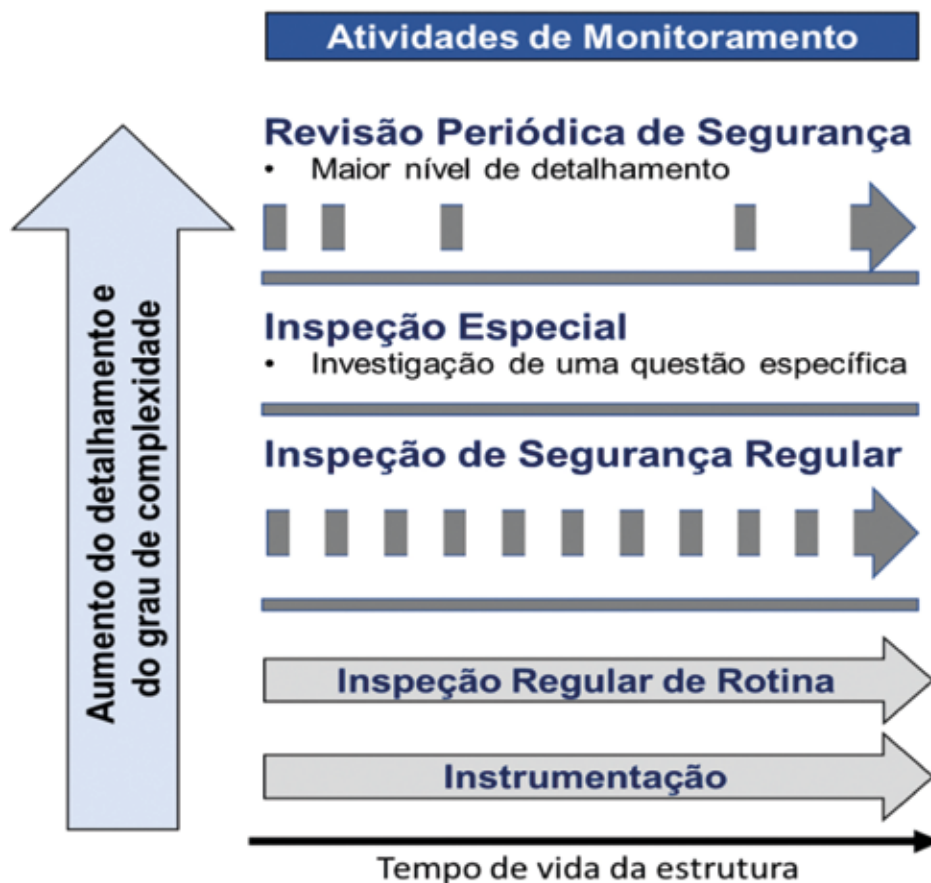 Atividades de Monitoramento
Revisão Periódica de Segurança
• Maior nível de detalhamento
Inspeção Especial
• Investigação de uma questão específica
Inspeção de Segurança Regular
Inspeção Regular de Rotina
Instrumentação
Tempo de vida da estrutura
Aumento do detalhamento e
do grau de complexidade